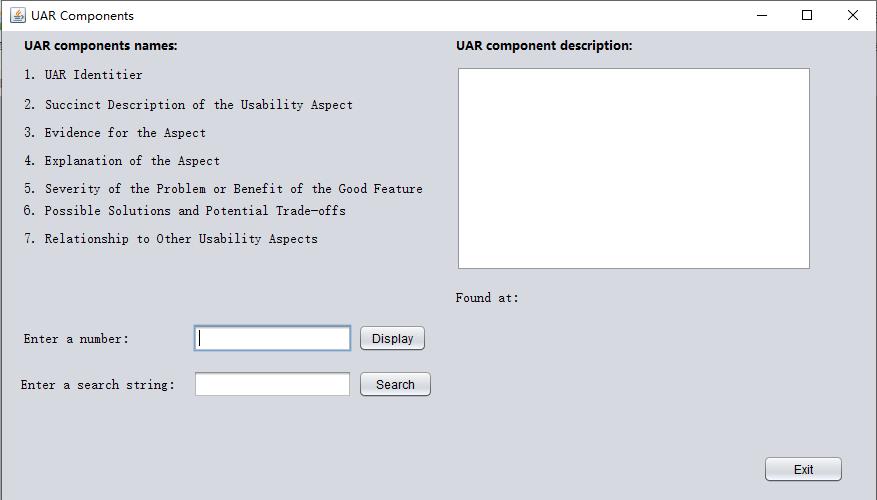 UAR Components
UAR components names:
UAR component description:
1. UAR Identitier
2. Succinct Description of the Usability Aspect
3. Evidence for the Aspect
4. Explanation of the Aspect
5. Severity of the Problem or Benefit of the Good Feature
6. Possible Solutions and Potential Trade-offs
7. Relationship to Other Usability Aspects
Found at:
Enter a number:
Display
Enter a search string:
Search
Exit